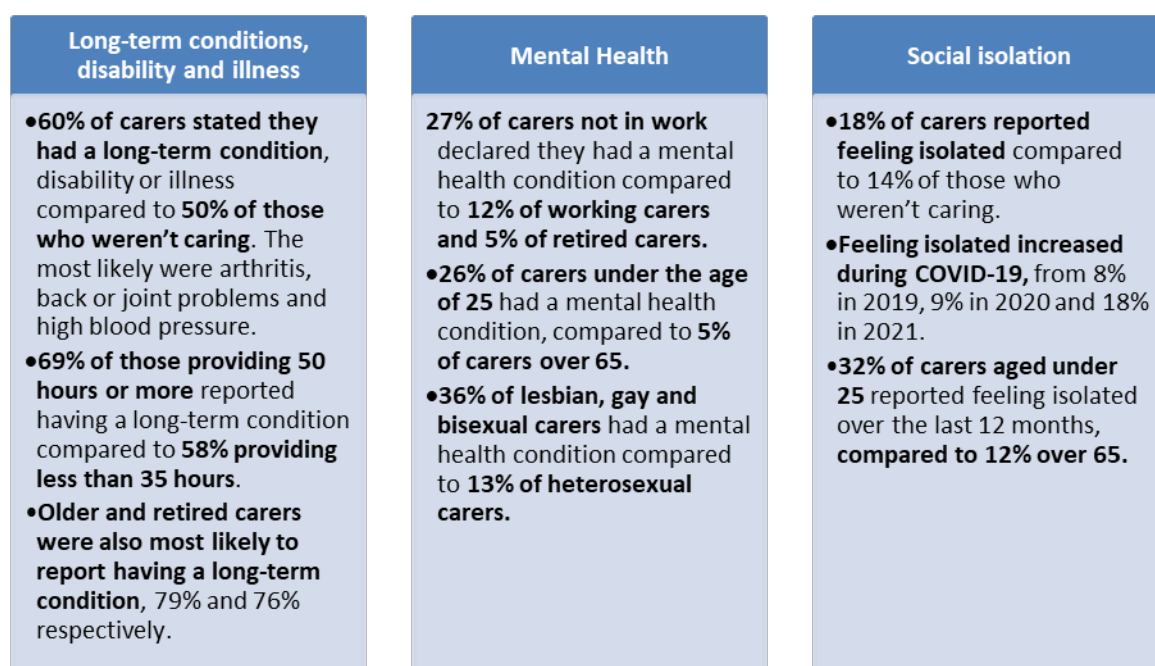 Long-term conditions,
disability and illness
•60% of carers stated they
had a long-term condition,
disability or illness
compared to 50% of those
who weren't caring. The
most likely were arthritis,
back or joint problems and
high blood pressure.
•69% of those providing 50
hours or more reported
having a long-term condition
compared to 58% providing
less than 35 hours.
•Older and retired carers
were also most likely to
report having a long-term
condition, 79% and 76%
respectively.
Mental Health
27% of carers not in work
declared they had a mental
health condition compared
to 12% of working carers
and 5% of retired carers.
•26% of carers under the age
of 25 had a mental health
condition, compared to 5%
of carers over 65.
•36% of lesbian, gay and
bisexual carers had a mental
health condition compared
to 13% of heterosexual
carers.
Social isolation
•18% of carers reported
feeling isolated compared
to 14% of those who
weren't caring.
•Feeling isolated increased
during COVID-19, from 8%
in 2019, 9% in 2020 and 18%
in 2021.
•32% of carers aged under
25 reported feeling isolated
over the last 12 months,
compared to 12% over 65.